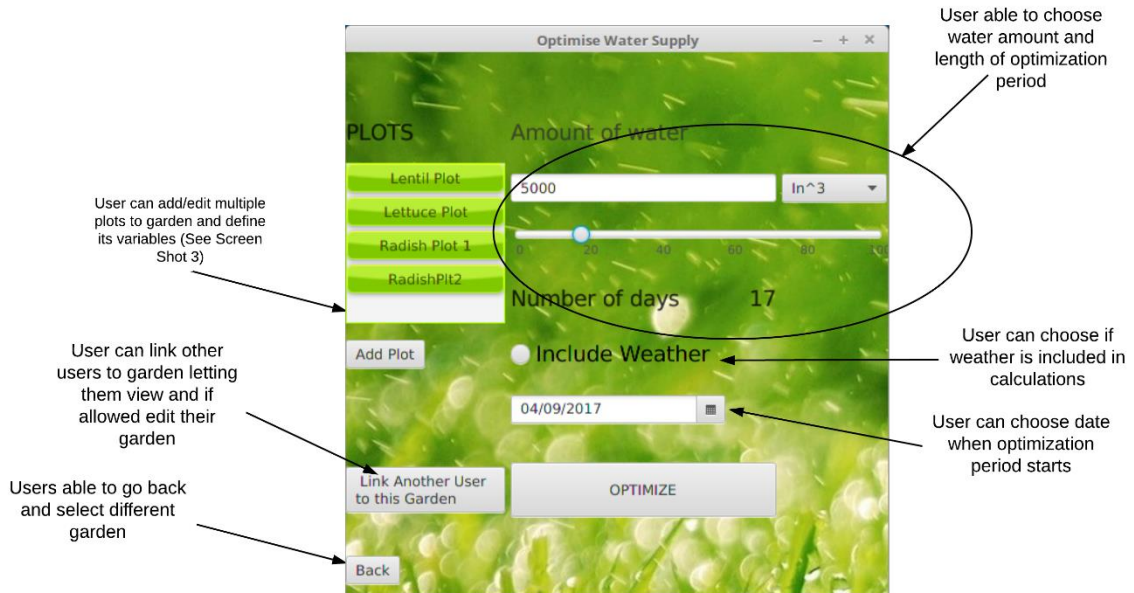 User able to choose
water amount and
length of optimization
period
Optimise Water Supply
PLOTS
Amount of water
Lentil Plot
5000
In^3
Lettuce Plot
User can add/edit multiple
plots to garden and define
its variables (See Screen
Shot 3)
Radish Plot 1
0 20 40 60 80 100
RadishPlt2
Number of days 17
User can link other
users to garden letting
them view and if
allowed edit their
garden
Add Plot
Include Weather
User can choose if
weather is included in
calculations
04/09/2017
User can choose date
when optimization
period starts
Users able to go back
and select different
garden
Link Another User
to this Garden
OPTIMIZE
Back